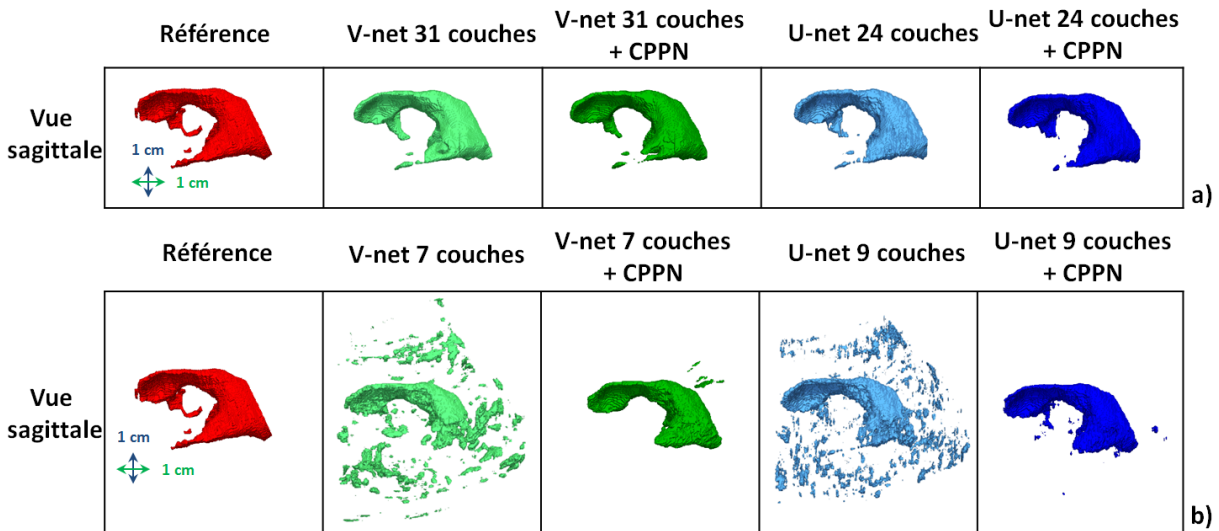 Référence
V-net 31 couches
V-net 31 couches
+ CPPN
U-net 24 couches
U-net 24 couches
+ CPPN
Vue
sagittale
1 cm
1 cm
a)
Référence
V-net 7 couches
V-net 7 couches
+ CPPN
U-net 9 couches
U-net 9 couches
+ CPPN
Vue
sagittale
1 cm
1 cm
b)